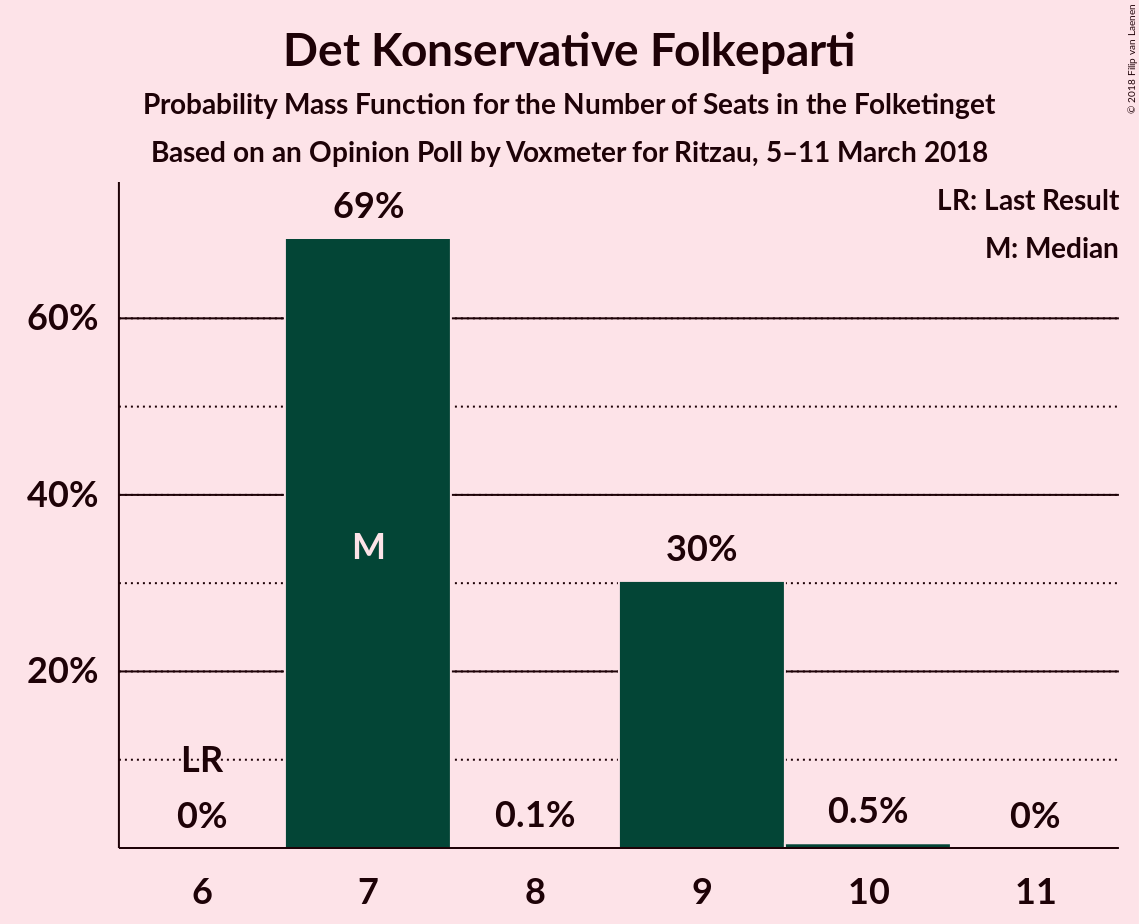 Det Konservative Folkeparti
Probability Mass Function for the Number of Seats in the Folketinget
Based on an Opinion Poll by Voxmeter for Ritzau, 5–11 March 2018
© 2018 Filip van Laenen
LR: Last Result
M: Median
69%
60%
40%
M
30%
20%
LR
0%
0.1%
0.5%
0%
6 7 8 9 10 11